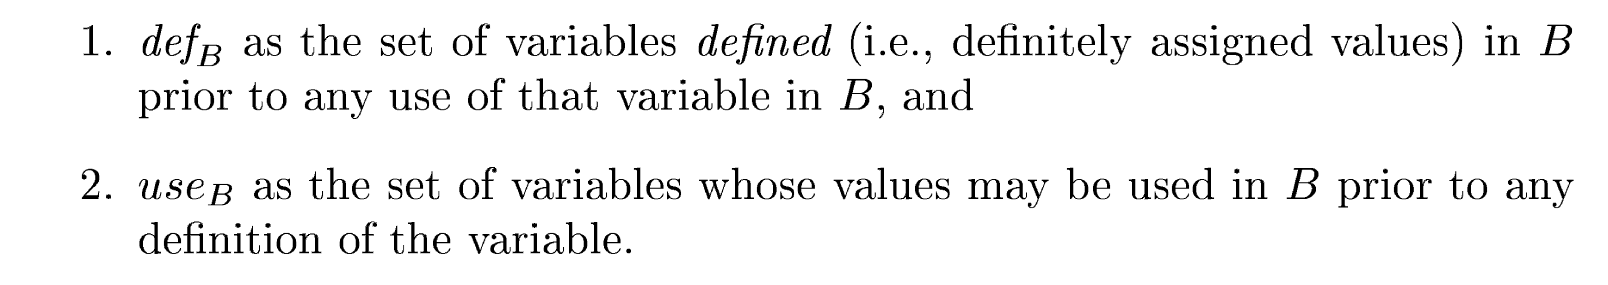 1. def_B as the set of variables defined (i.e., definitely assigned values) in B
prior to any use of that variable in B, and
2. use_B as the set of variables whose values may be used in B prior to any
definition of the variable.